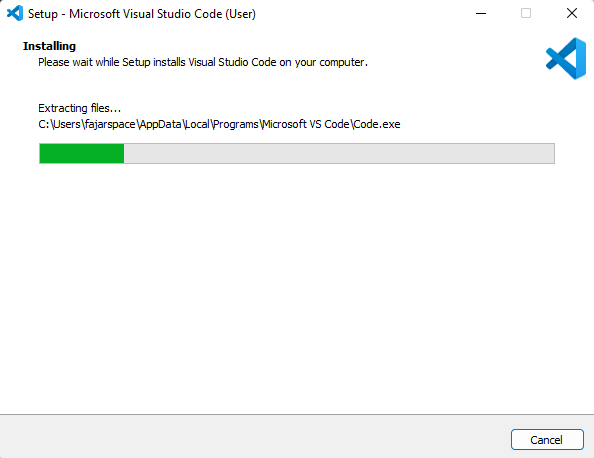 Setup - Microsoft Visual Studio Code (User)
Installing
Please wait while Setup installs Visual Studio Code on your computer.
Extracting files...
C:\Users\fajarspace\AppData\Local\Programs\Microsoft VS Code\Code.exe
Cancel